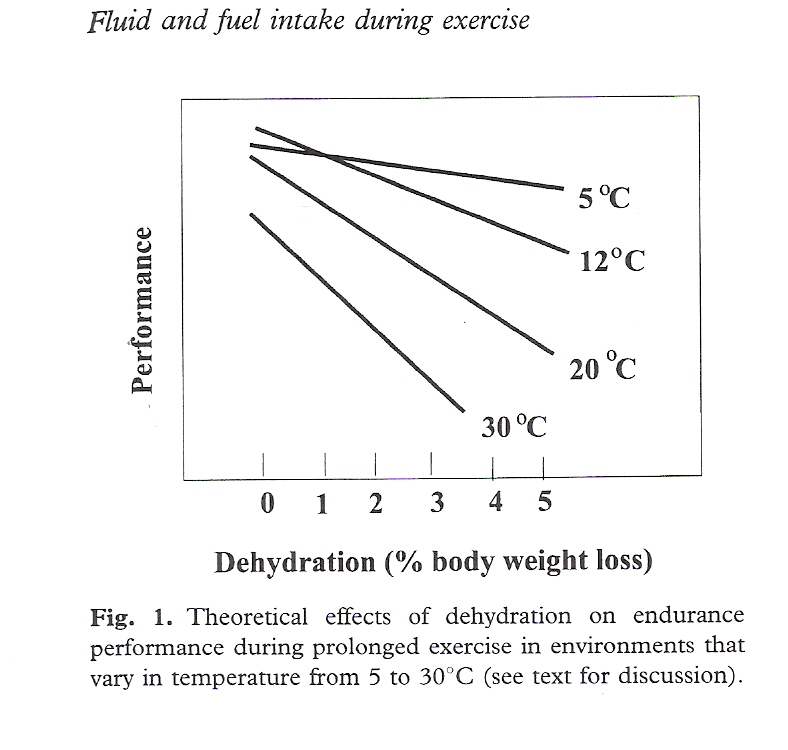 Fluid and fuel intake during exercise
Performance
5 °C
12°C
20 °C
30 °C
0 1 2 3 4 5
Dehydration (% body weight loss)
Fig. 1. Theoretical effects of dehydration on endurance
performance during prolonged exercise in environments that
vary in temperature from 5 to 30°C (see text for discussion).